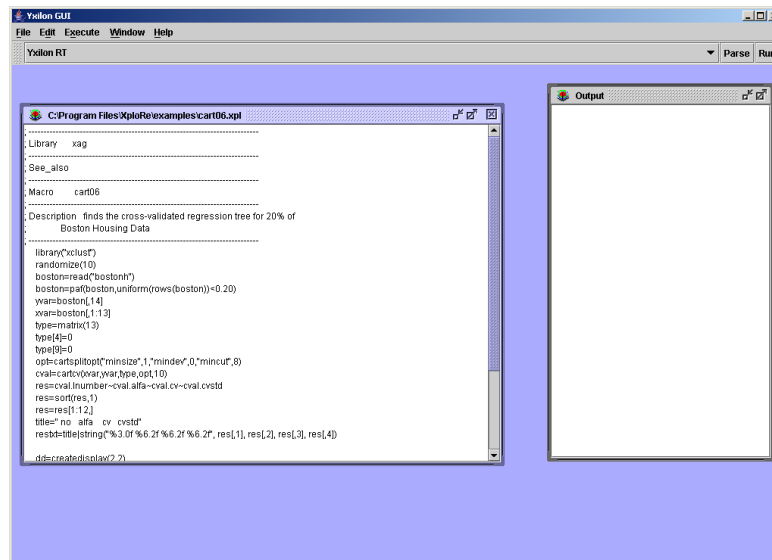 Yxilon GUI
File Edit Execute Window Help
Yxilon RT
Parse
Run
C:\Program Files\XploRe\examples\cart06.xpl
Output
; -----------------------------------------------------------------------------
; Library xag
; -----------------------------------------------------------------------------
; See_also
; -----------------------------------------------------------------------------
; Macro cart06
; -----------------------------------------------------------------------------
; Description finds the cross-validated regression tree for 20% of
; Boston Housing Data
; -----------------------------------------------------------------------------
library("xclust")
randomize(10)
boston=read("bostonh")
boston=paf(boston,uniform(rows(boston))<0.20)
yvar=boston[,14]
xvar=boston[,1:13]
type=matrix(13)
type[4]=0
type[9]=0
opt=cartsplitopt("minsize",1,"mindev",0,"mincut",8)
cval=cartcv(xvar,yvar,type,opt,10)
res=cval.lnumber~cval.alfa~cval.cv~cval.cvstd
res=sort(res,1)
res=res[1:12,]
title=" no alfa cv cvstd"
restxt=title|string("%3.0f %6.2f %6.2f %6.2f", res[,1], res[,2], res[,3], res[,4])
dd=createdisplay(2,2)